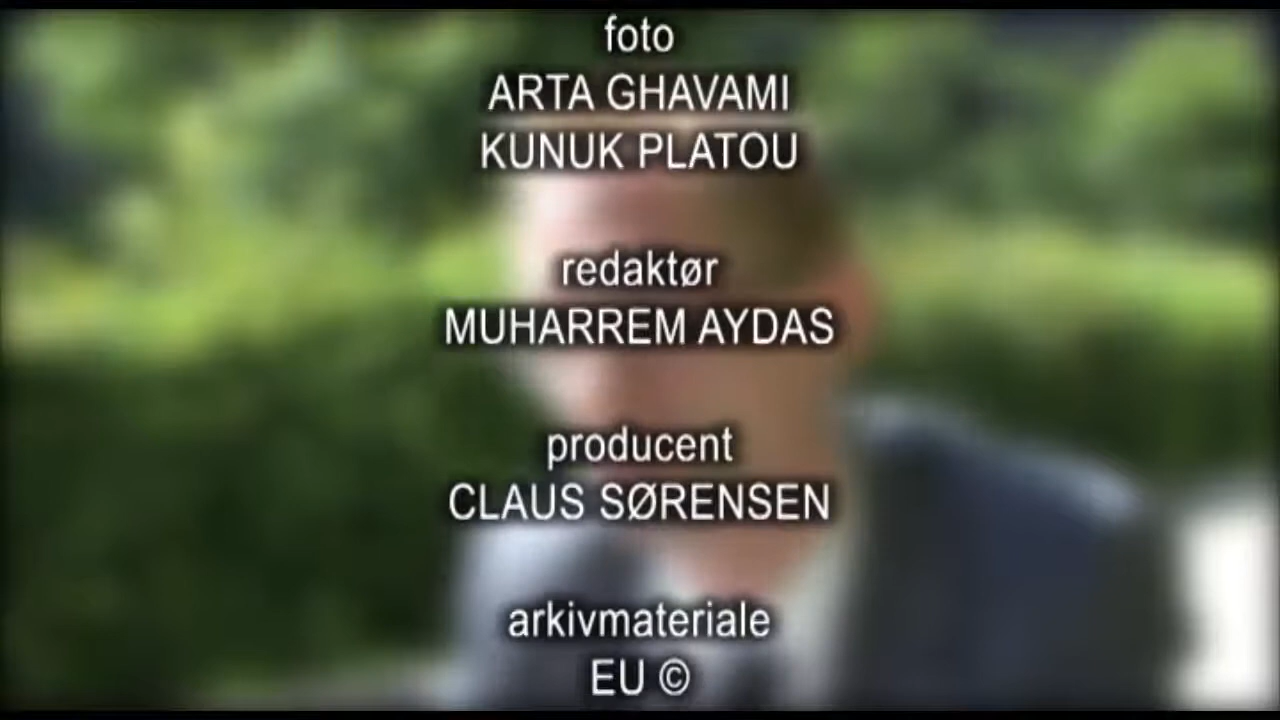 foto
ARTA GHAVAMI
KUNUK PLATOU
redaktør
MUHARREM AYDAS
producent
CLAUS SØRENSEN
arkivmateriale
EU ©